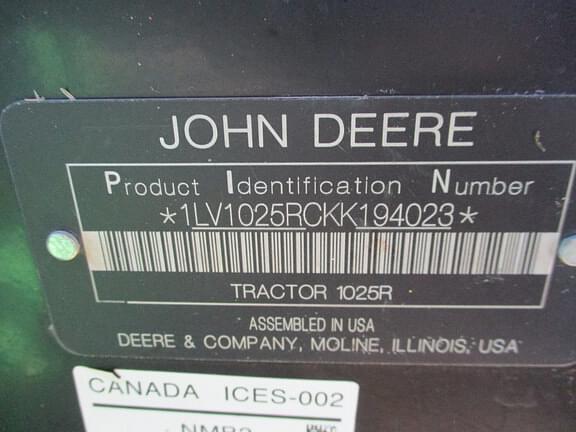 JOHN DEERE
Product Identification Number
*1LV1025RCKK194023*
TRACTOR 1025R
ASSEMBLED IN USA
DEERE & COMPANY, MOLINE, ILLINOIS, USA
CANADA ICES-002